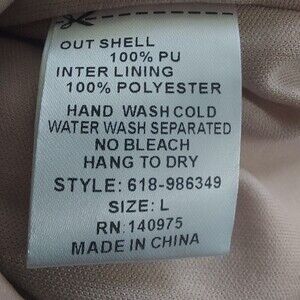 OUT SHELL
100% PU
INTER LINING
100% POLYESTER
HAND WASH COLD
WATER WASH SEPARATED
NO BLEACH
HANG TO DRY
STYLE: 618-986349
SIZE: L
RN: 140975
MADE IN CHINA